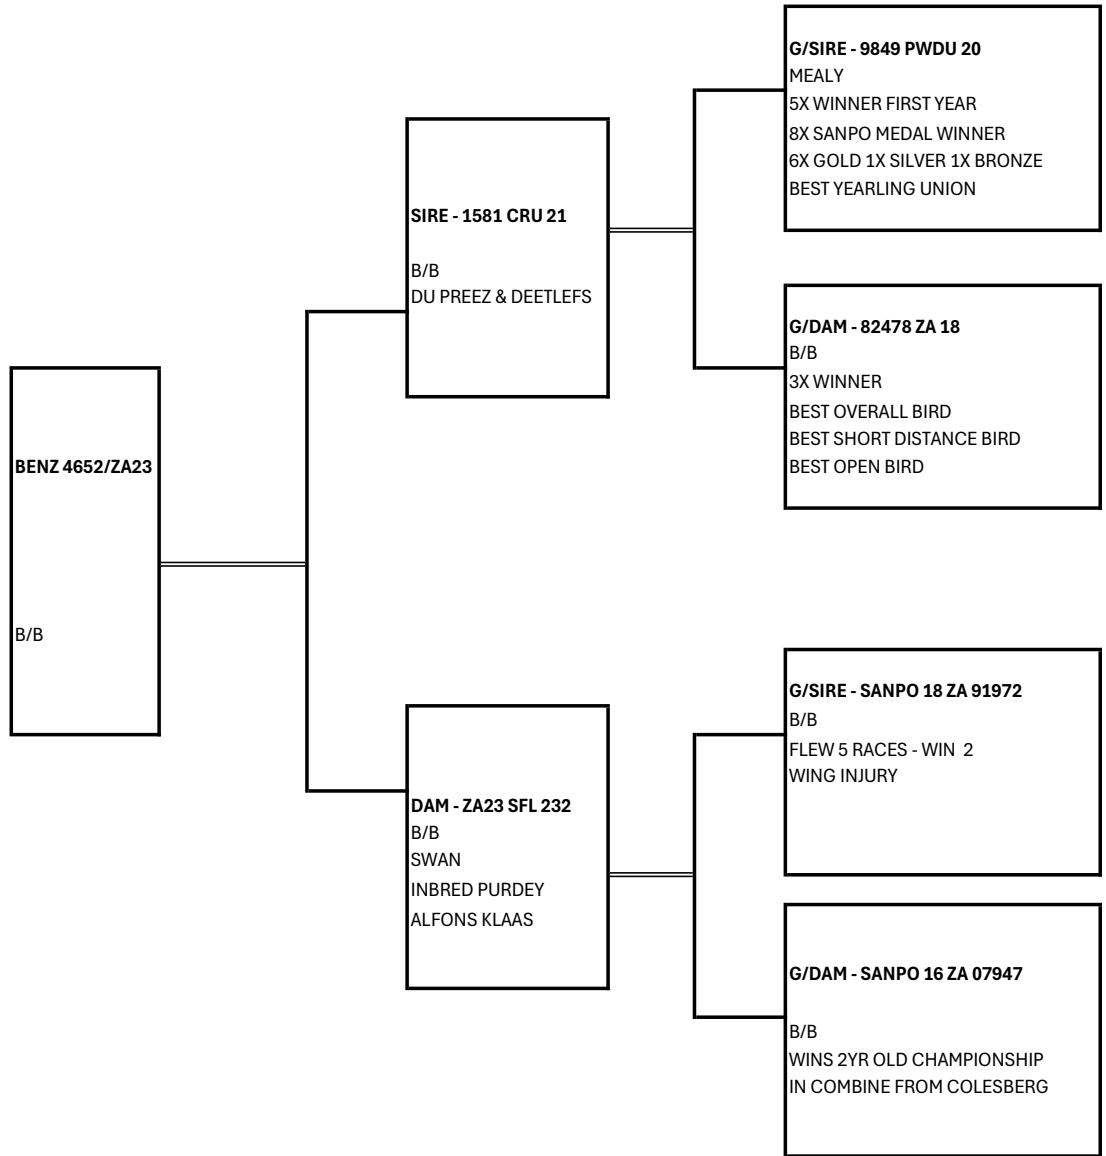 G/SIRE - 9849 PWDU 20
MEALY
5X WINNER FIRST YEAR
8X SANPO MEDAL WINNER
6X GOLD 1X SILVER 1X BRONZE
BEST YEARLING UNION
SIRE - 1581 CRU 21
B/B
DU PREEZ & DEETLEFS
G/DAM - 82478 ZA 18
B/B
3X WINNER
BEST OVERALL BIRD
BEST SHORT DISTANCE BIRD
BEST OPEN BIRD
BENZ 4652/ZA23
B/B
G/SIRE - SANPO 18 ZA 91972
B/B
FLEW 5 RACES - WIN  2
WING INJURY
DAM - ZA23 SFL 232
B/B
SWAN
INBRED PURDEY
ALFONS KLAAS
G/DAM - SANPO 16 ZA 07947
B/B
WINS 2YR OLD CHAMPIONSHIP
IN COMBINE FROM COLESBERG